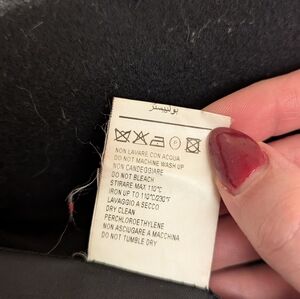 بوليستر
P
NON LAVARE CON ACQUA
DO NOT MACHINE WASH UP
NON CANDEGGIARE
DO NOT BLEACH
STIRARE MAX 110°C
IRON UP TO 110°C/230°F
LAVAGGIO A SECCO
DRY CLEAN
PERCHLOROETHYLENE
NON ASCIUGARE A MACCHINA
DO NOT TUMBLE DRY